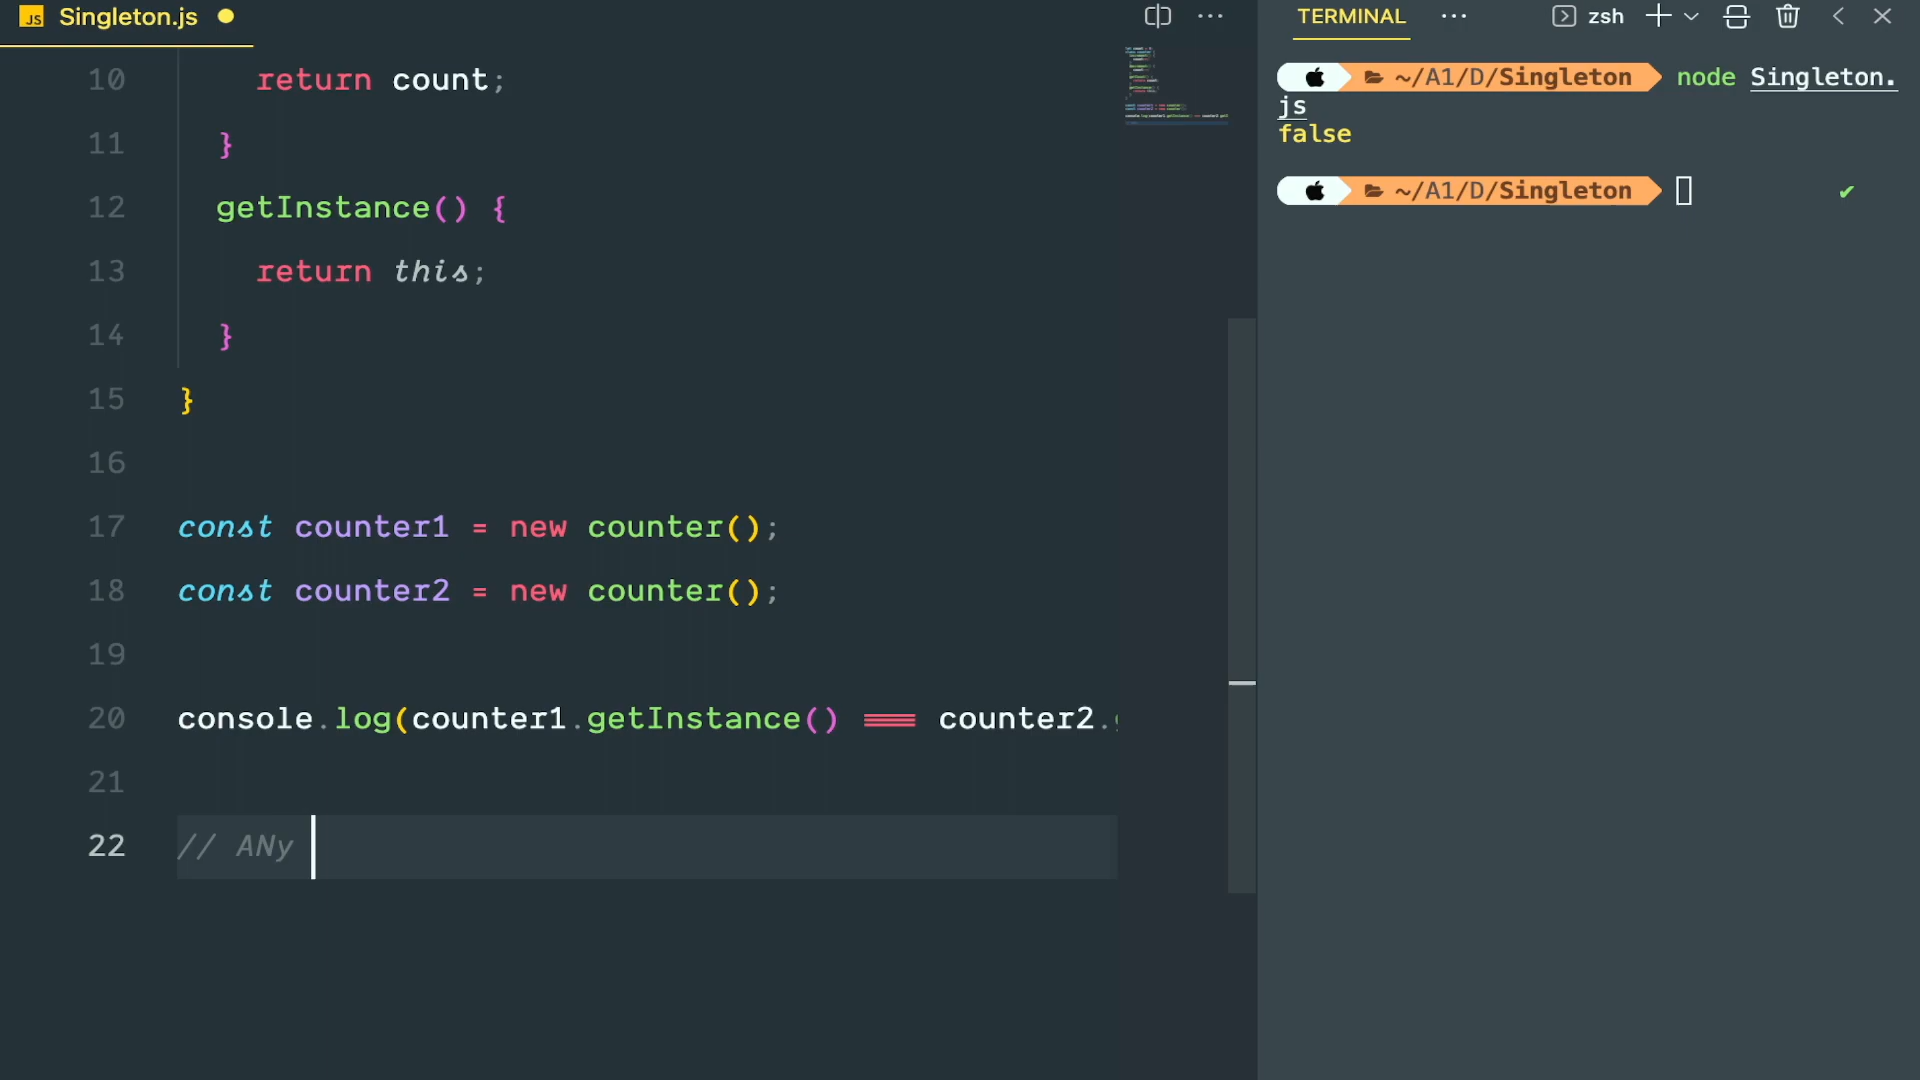 JS Singleton.js
TERMINAL
zsh
10 return count;
11 }
12 getInstance() {
13 return this;
14 }
15 }
16
17 const counter1 = new counter();
18 const counter2 = new counter();
19
20 console.log(counter1.getInstance() === counter2.
21
22 // ANy
~/A1/D/Singleton node Singleton.
js
false
~/A1/D/Singleton